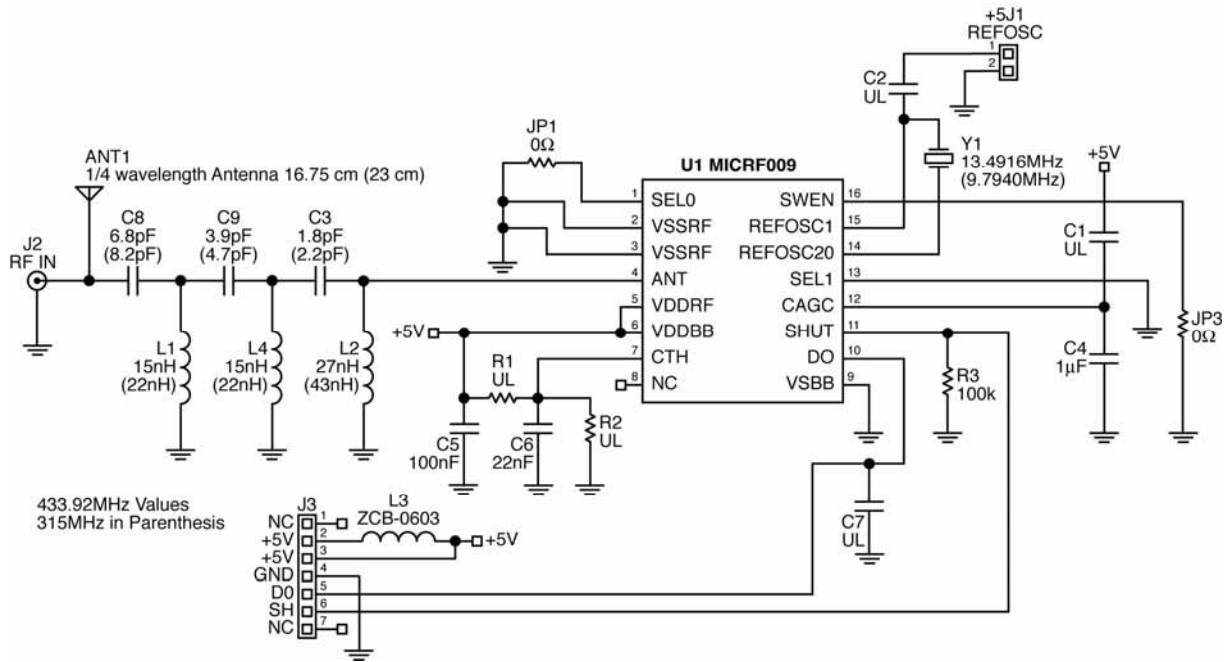 +5J1
REFOSC
1
2
C2
UL
JP1
0Ω
ANT1
1/4 wavelength Antenna 16.75 cm (23 cm)
U1 MICRF009
Y1
13.4916MHz
(9.7940MHz)
+5V
J2
RF IN
C8
6.8pF
(8.2pF)
C9
3.9pF
(4.7pF)
C3
1.8pF
(2.2pF)
1 SEL0
2 VSSRF
3 VSSRF
4 ANT
5 VDDRF
6 VDDBB
7 CTH
8 NC
SWEN 16
REFOSC1 15
REFOSC20 14
SEL1 13
CAGC 12
SHUT 11
DO 10
VSBB 9
C1
UL
JP3
0Ω
C4
1µF
R3
100k
L1
15nH
(22nH)
L4
15nH
(22nH)
L2
27nH
(43nH)
+5V
R1
UL
R2
UL
C5
100nF
C6
22nF
C7
UL
433.92MHz Values
315MHz in Parenthesis
J3
L3
ZCB-0603
+5V
NC 1
+5V 2
+5V 3
GND 4
D0 5
SH 6
NC 7